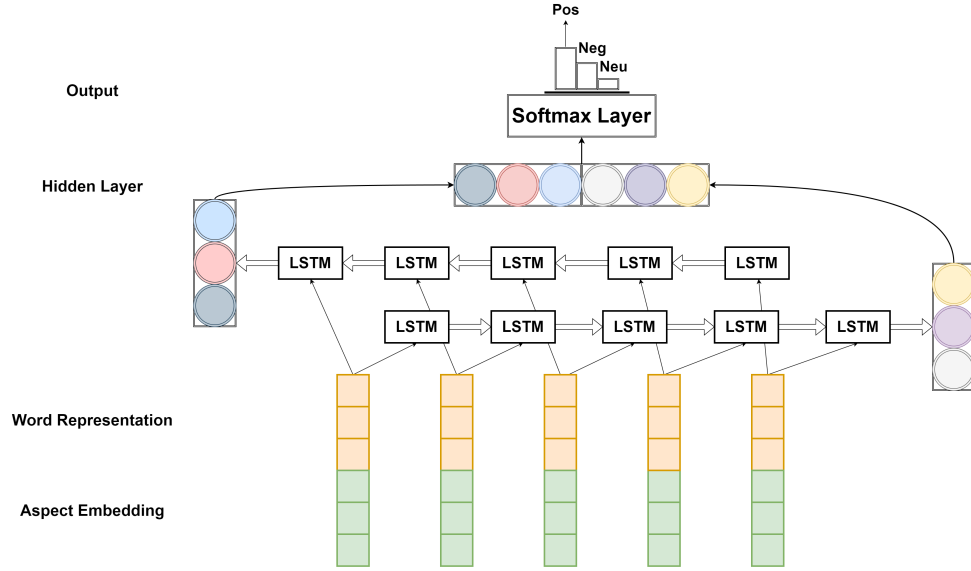 Pos
Neg
Neu
Output
Softmax Layer
Hidden Layer
LSTM LSTM LSTM LSTM LSTM
LSTM LSTM LSTM LSTM LSTM
Word Representation
Aspect Embedding